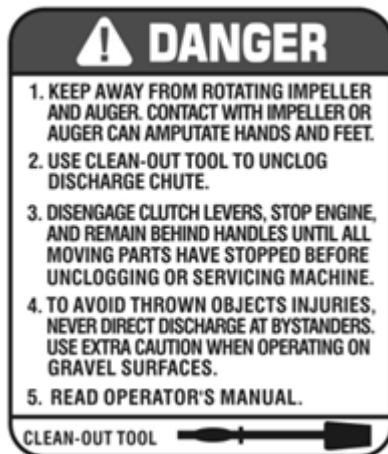 DANGER
1. KEEP AWAY FROM ROTATING IMPELLER
AND AUGER. CONTACT WITH IMPELLER OR
AUGER CAN AMPUTATE HANDS AND FEET.
2. USE CLEAN-OUT TOOL TO UNCLOG
DISCHARGE CHUTE.
3. DISENGAGE CLUTCH LEVERS, STOP ENGINE,
AND REMAIN BEHIND HANDLES UNTIL ALL
MOVING PARTS HAVE STOPPED BEFORE
UNCLOGGING OR SERVICING MACHINE.
4. TO AVOID THROWN OBJECTS INJURIES,
NEVER DIRECT DISCHARGE AT BYSTANDERS.
USE EXTRA CAUTION WHEN OPERATING ON
GRAVEL SURFACES.
5. READ OPERATOR'S MANUAL.
CLEAN-OUT TOOL